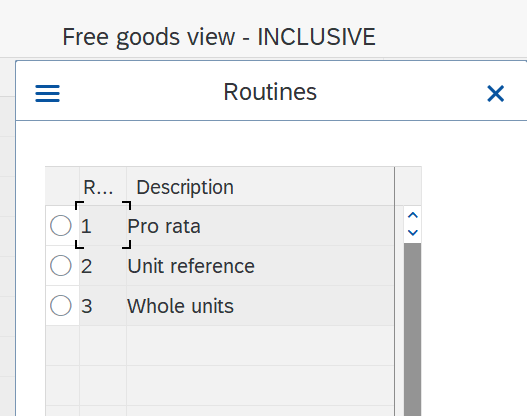 Free goods view - INCLUSIVE
Routines
R... Description
1 Pro rata
2 Unit reference
3 Whole units